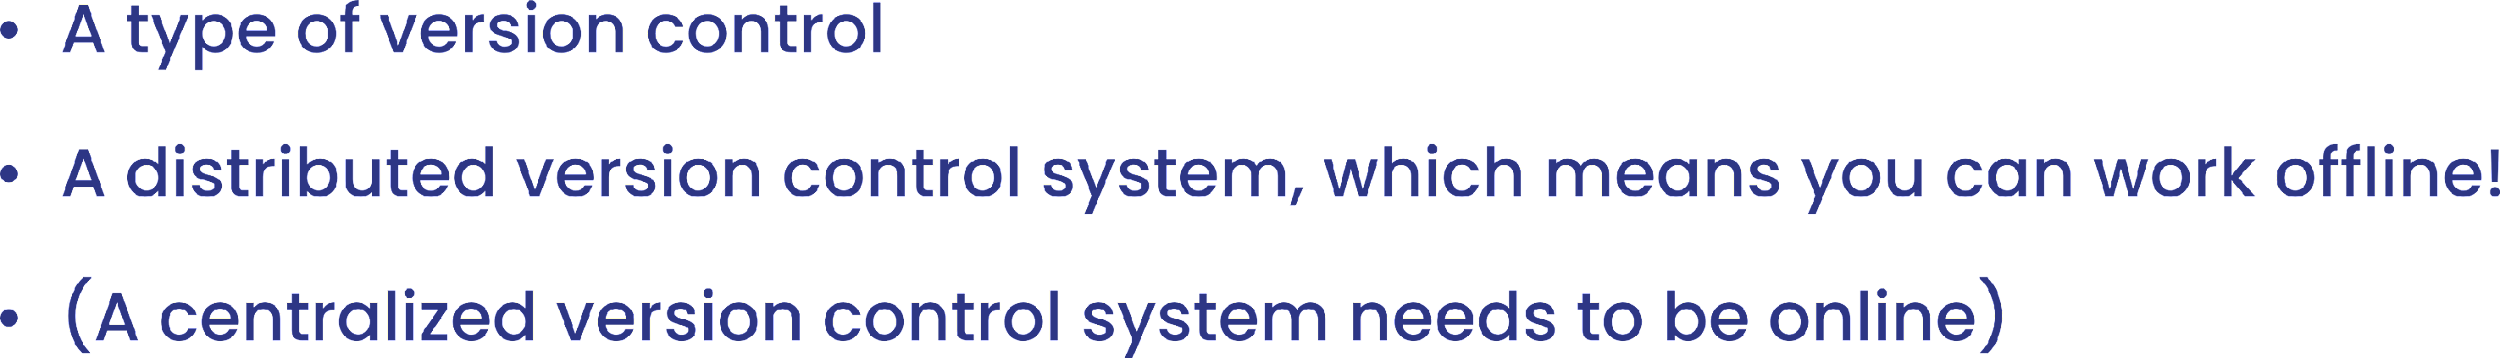 • A type of version control
• A distributed version control system, which means you can work offline!
• (A centralized version control system needs to be online)